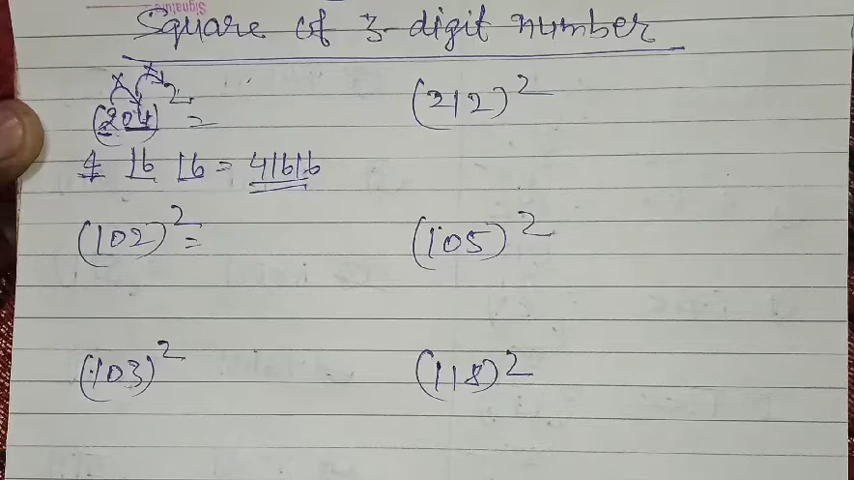 Signature
Square of 3-digit number
(204)² =
4 16 16 = 41616
(212)²
(102)² =
(105)²
(103)²
(118)²